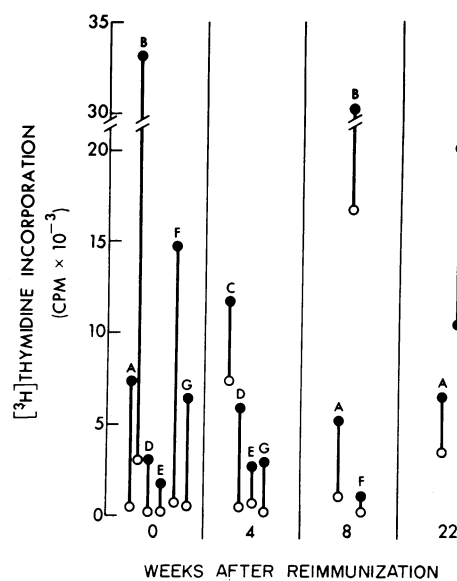 35
30
20
15
10
5
0
[³H]THYMIDINE INCORPORATION
(CPM × 10⁻³)
A
B
D
E
F
G
C
D
E
G
A
B
F
A
0
4
8
22
WEEKS AFTER REIMMUNIZATION